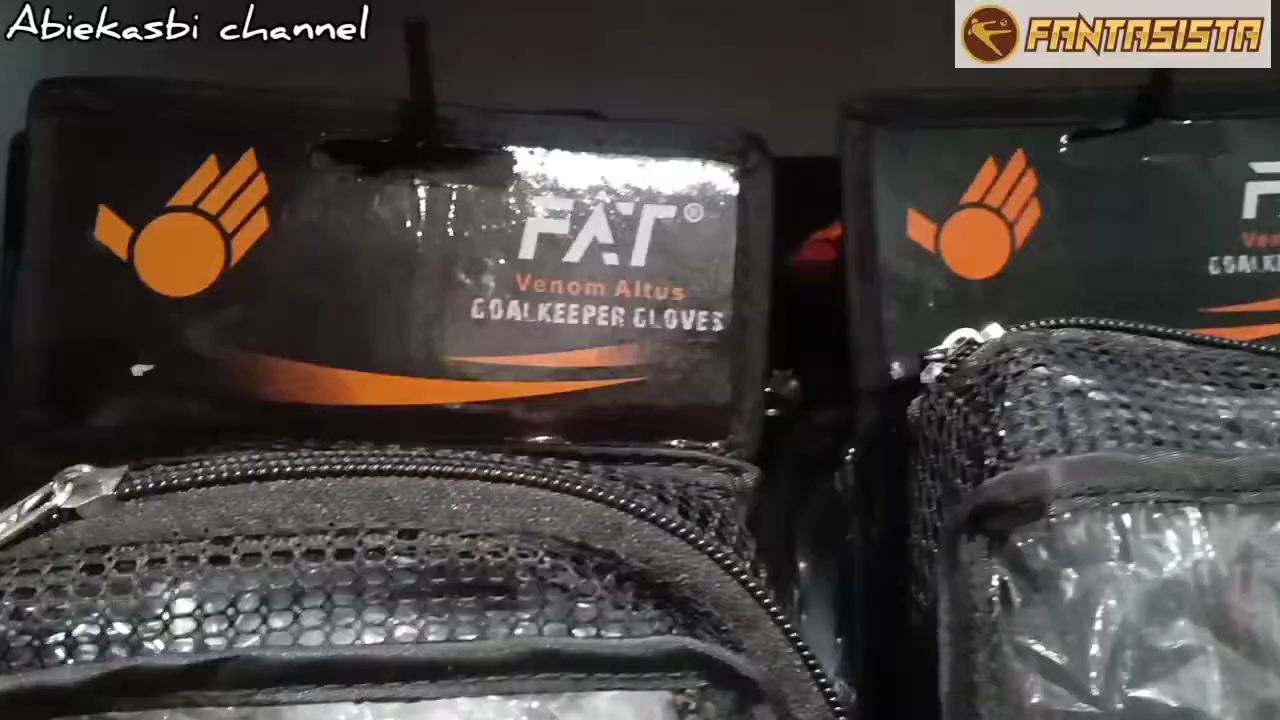 Abiekasbi channel
FANTASISTA
FAT®
Venom Altus
GOALKEEPER GLOVES